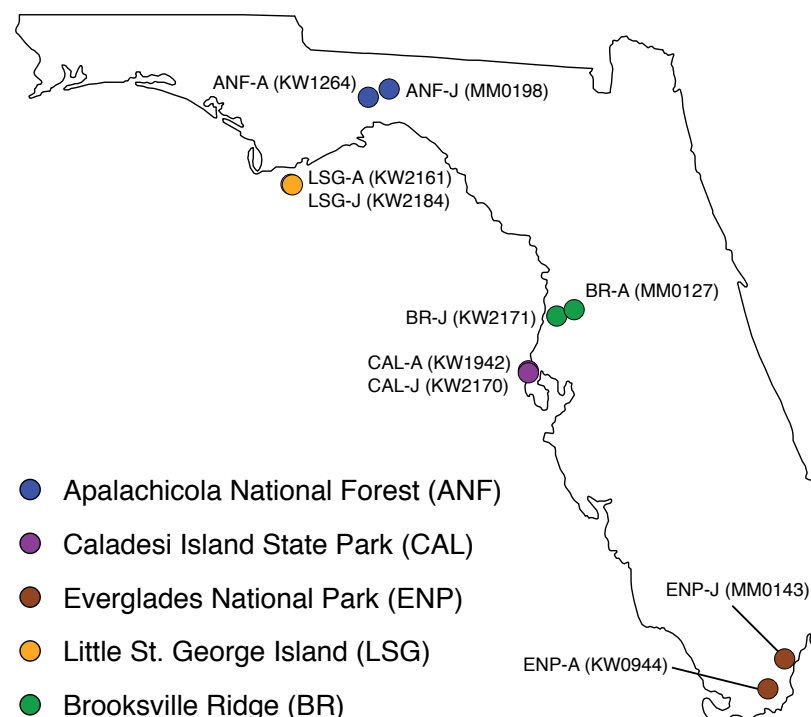 ANF-A (KW1264)
ANF-J (MM0198)
LSG-A (KW2161)
LSG-J (KW2184)
BR-A (MM0127)
BR-J (KW2171)
CAL-A (KW1942)
CAL-J (KW2170)
Apalachicola National Forest (ANF)
Caladesi Island State Park (CAL)
ENP-J (MM0143)
Everglades National Park (ENP)
Little St. George Island (LSG)
ENP-A (KW0944)
Brooksville Ridge (BR)